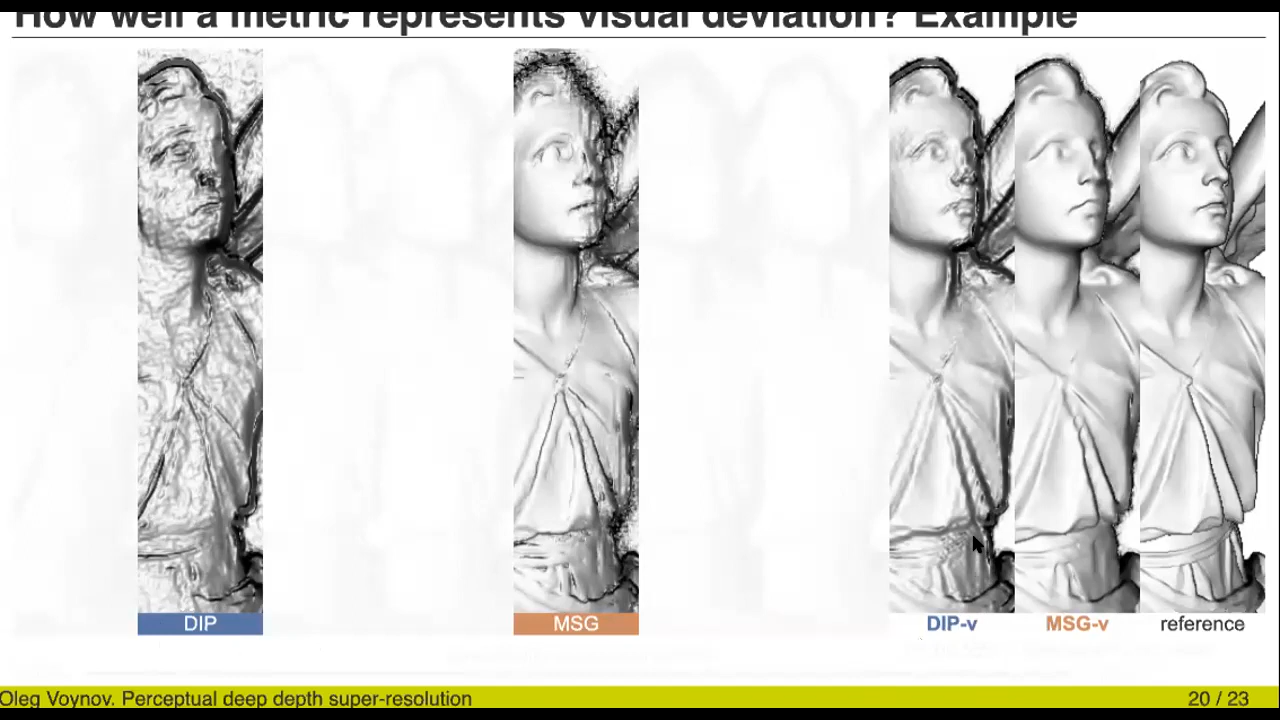 How well a metric represents visual deviation? Example
DIP
MSG
DIP-v
MSG-v
reference
Oleg Voynov. Perceptual deep depth super-resolution
20 / 23